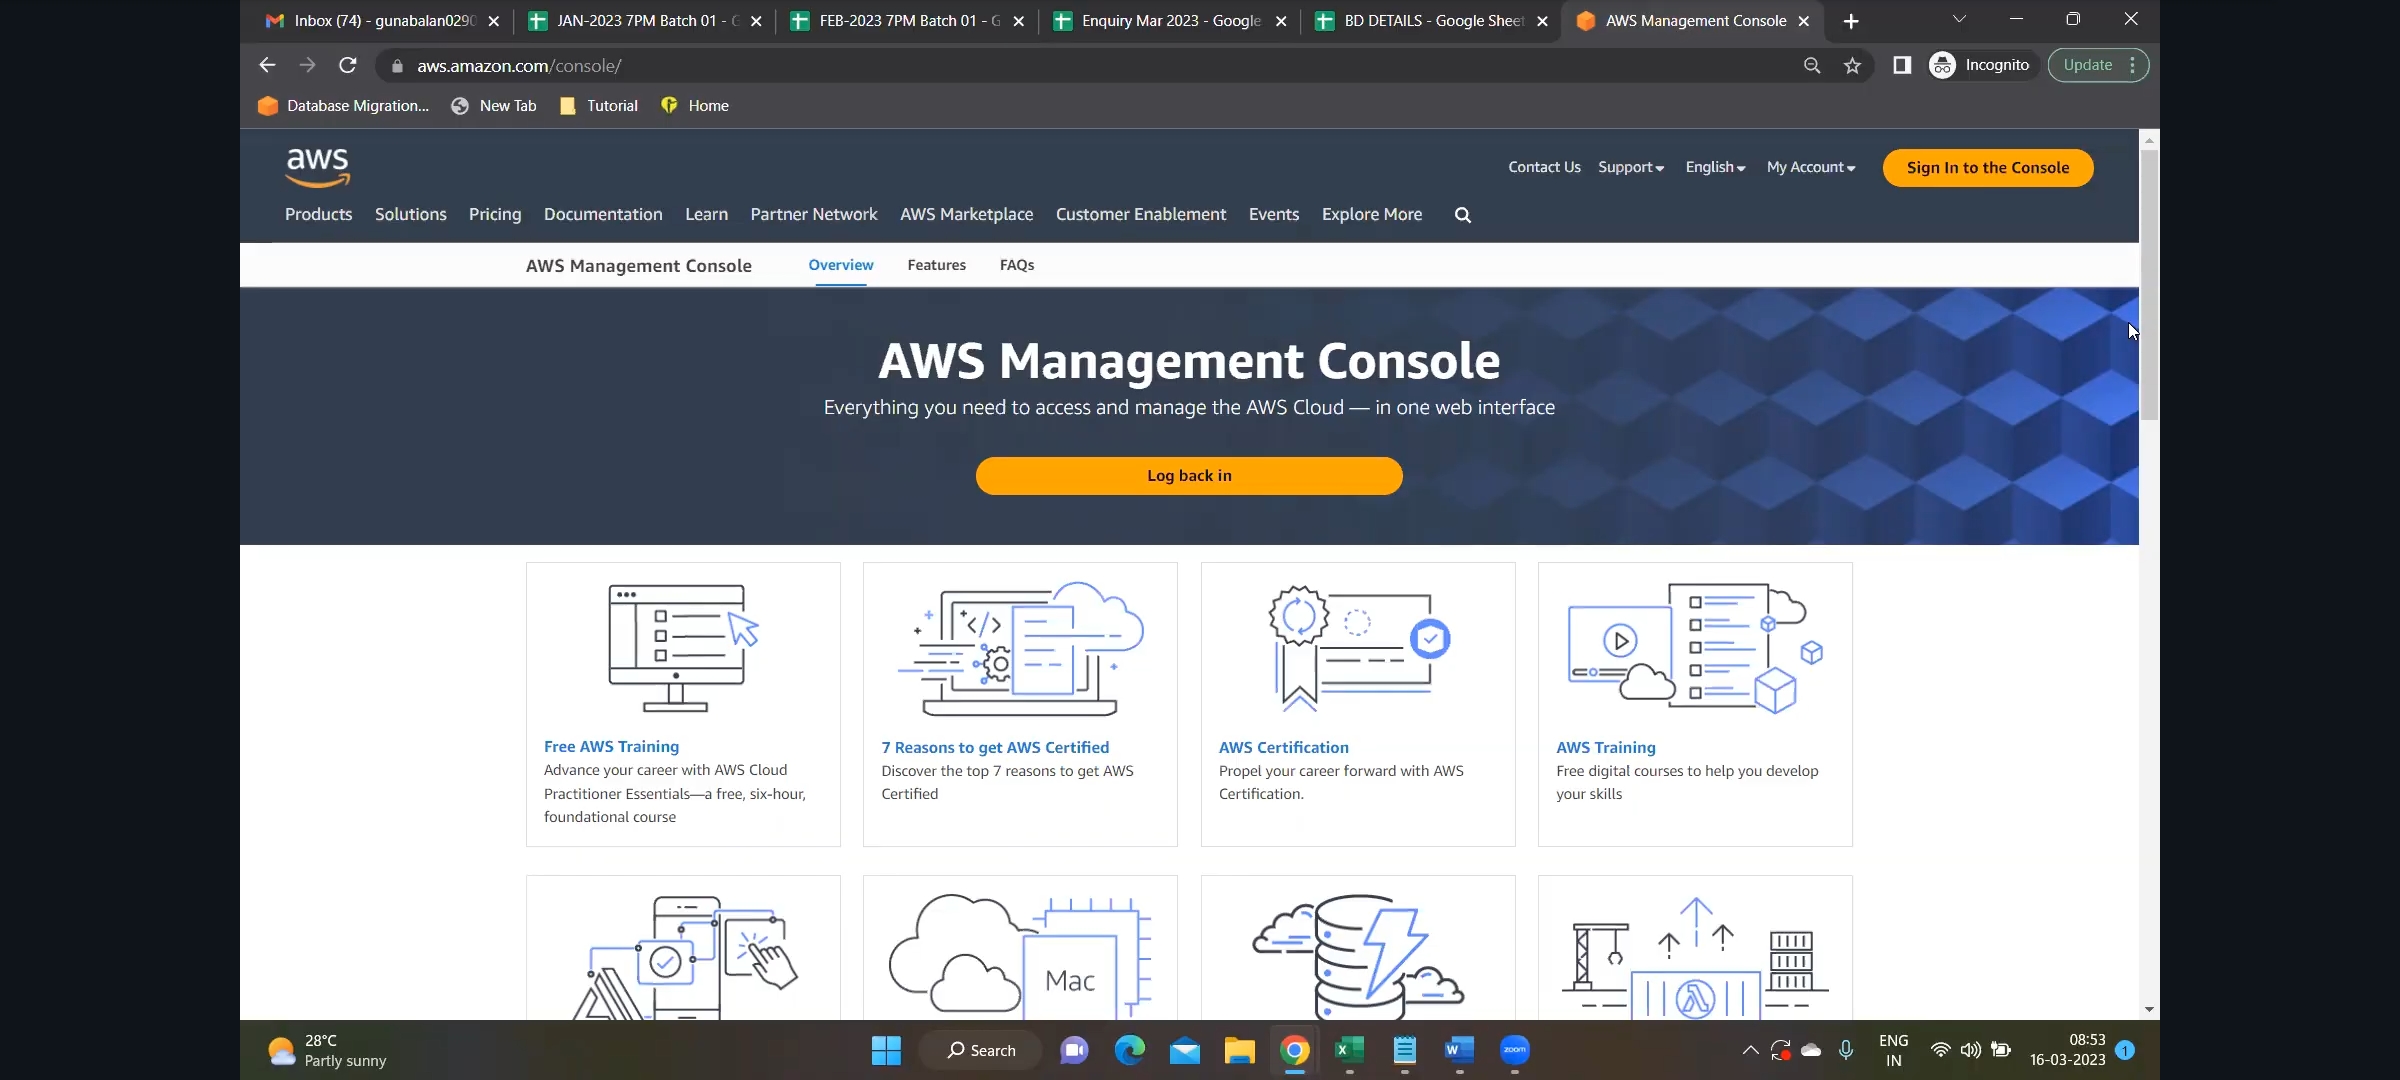 Inbox (74) - gunabalan0290
JAN-2023 7PM Batch 01 - G
FEB-2023 7PM Batch 01 - G
Enquiry Mar 2023 - Google
BD DETAILS - Google Sheet
AWS Management Console
aws.amazon.com/console/
Incognito
Update
Database Migration...
New Tab
Tutorial
Home
aws
Contact Us
Support
English
My Account
Sign In to the Console
Products
Solutions
Pricing
Documentation
Learn
Partner Network
AWS Marketplace
Customer Enablement
Events
Explore More
AWS Management Console
Overview
Features
FAQs
AWS Management Console
Everything you need to access and manage the AWS Cloud — in one web interface
Log back in
Free AWS Training
Advance your career with AWS Cloud
Practitioner Essentials—a free, six-hour,
foundational course
7 Reasons to get AWS Certified
Discover the top 7 reasons to get AWS
Certified
AWS Certification
Propel your career forward with AWS
Certification.
AWS Training
Free digital courses to help you develop
your skills
Mac
28°C
Partly sunny
Search
zoom
ENG
IN
08:53
16-03-2023
1